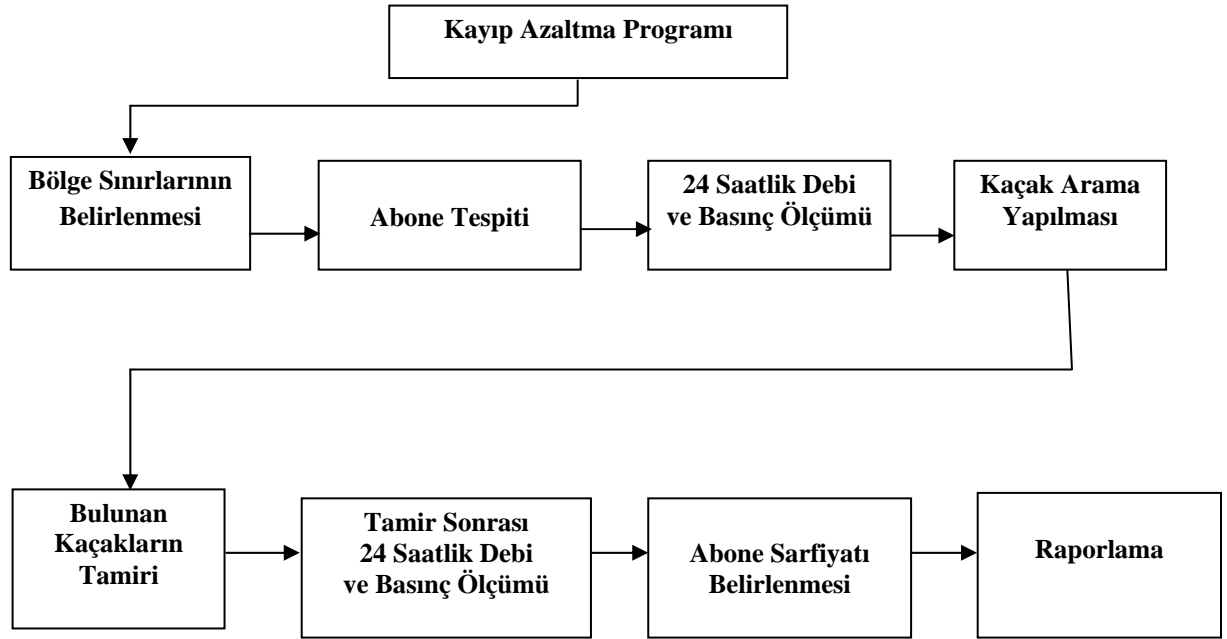 Kayıp Azaltma Programı
Bölge Sınırlarının
Belirlenmesi
Abone Tespiti
24 Saatlik Debi
ve Basınç Ölçümü
Kaçak Arama
Yapılması
Bulunan
Kaçakların
Tamiri
Tamir Sonrası
24 Saatlik Debi
ve Basınç Ölçümü
Abone Sarfiyatı
Belirlenmesi
Raporlama